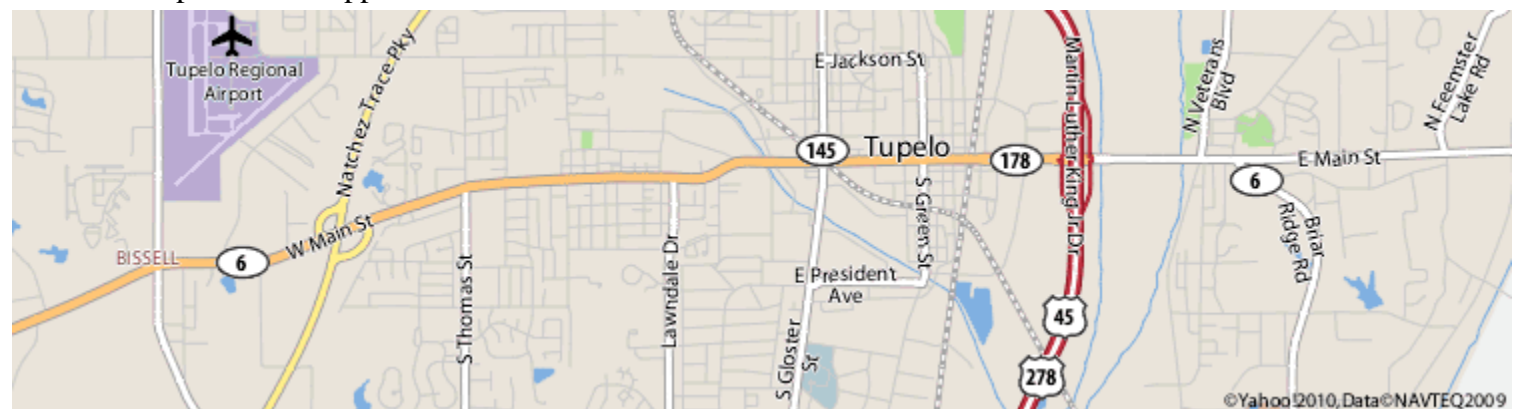 Tupelo Regional
Airport
Natchez Trace Pky
E Jackson St
Martin Luther King Jr Dr
N Veterans
Blvd
N Feemster
Lake Rd
145
Tupelo
178
E Main St
6
S Green St
W Main St
BISSELL
6
Briar
Ridge Rd
S Thomas St
Lawndale Dr
E President
Ave
45
S Gloster
St
278
©Yahoo!2010, Data©NAVTEQ2009